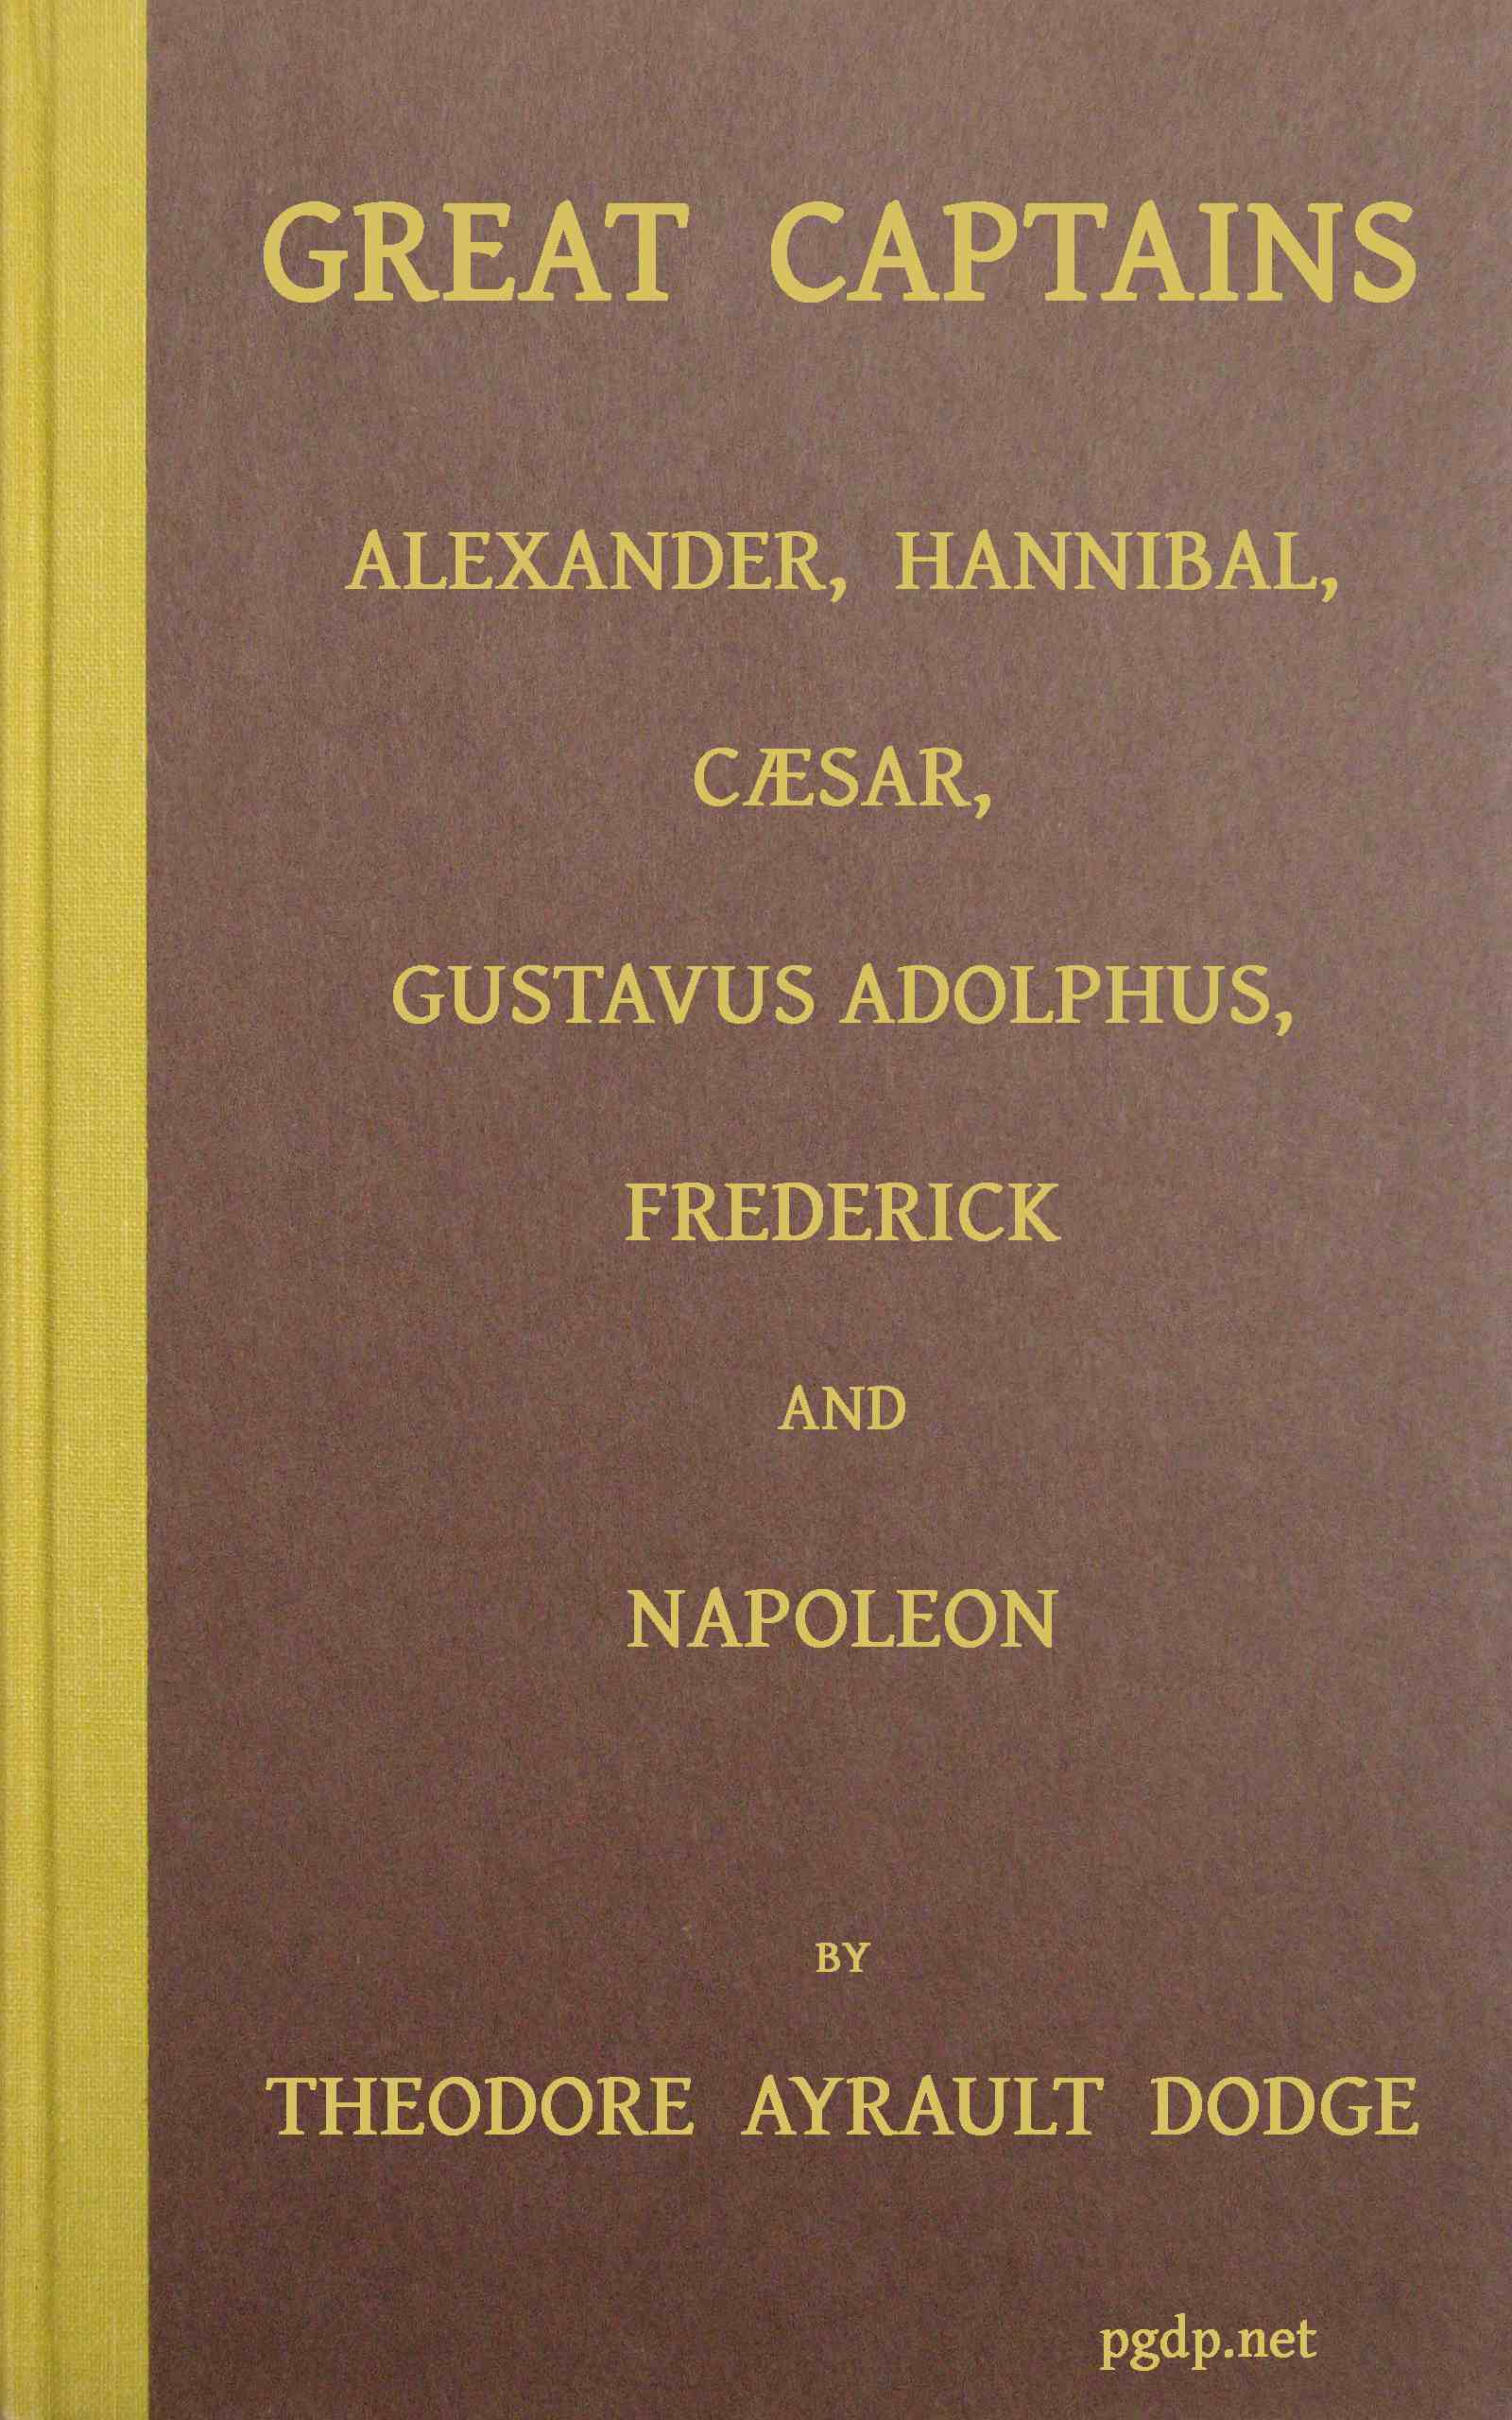 GREAT CAPTAINS
ALEXANDER, HANNIBAL,
CÆSAR,
GUSTAVUS ADOLPHUS,
FREDERICK
AND
NAPOLEON
BY
THEODORE AYRAULT DODGE
pgdp.net